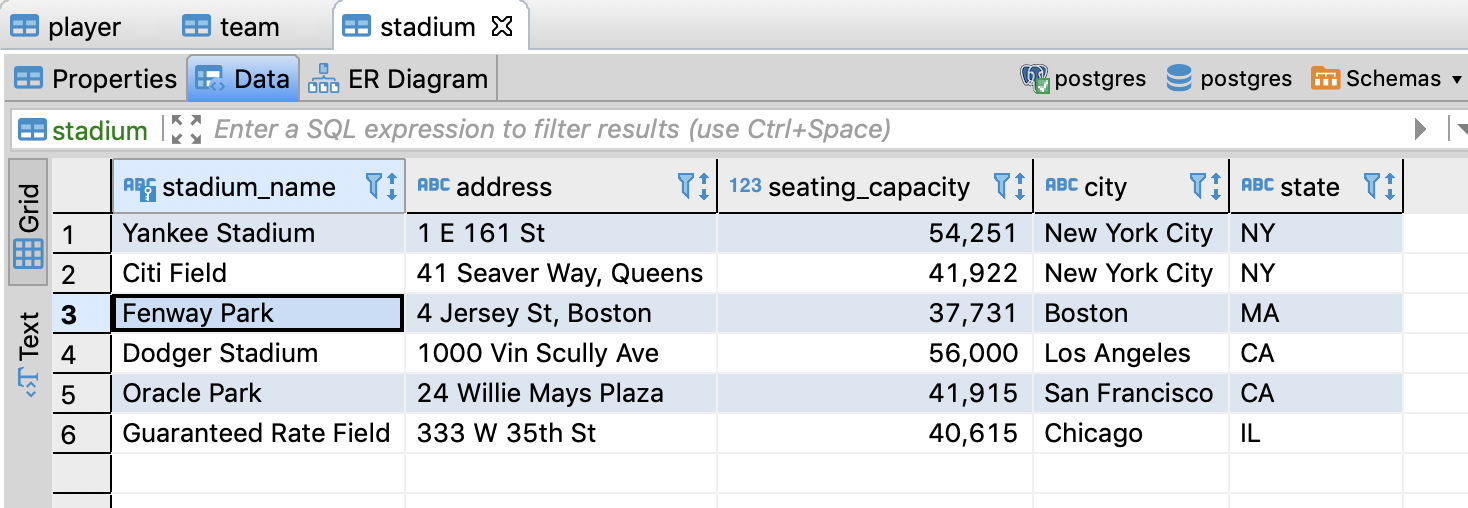 player team stadium
Properties Data ER Diagram postgres postgres Schemas
stadium Enter a SQL expression to filter results (use Ctrl+Space)
Grid
Text
ABC stadium_name ABC address 123 seating_capacity ABC city ABC state
1 Yankee Stadium 1 E 161 St 54,251 New York City NY
2 Citi Field 41 Seaver Way, Queens 41,922 New York City NY
3 Fenway Park 4 Jersey St, Boston 37,731 Boston MA
4 Dodger Stadium 1000 Vin Scully Ave 56,000 Los Angeles CA
5 Oracle Park 24 Willie Mays Plaza 41,915 San Francisco CA
6 Guaranteed Rate Field 333 W 35th St 40,615 Chicago IL